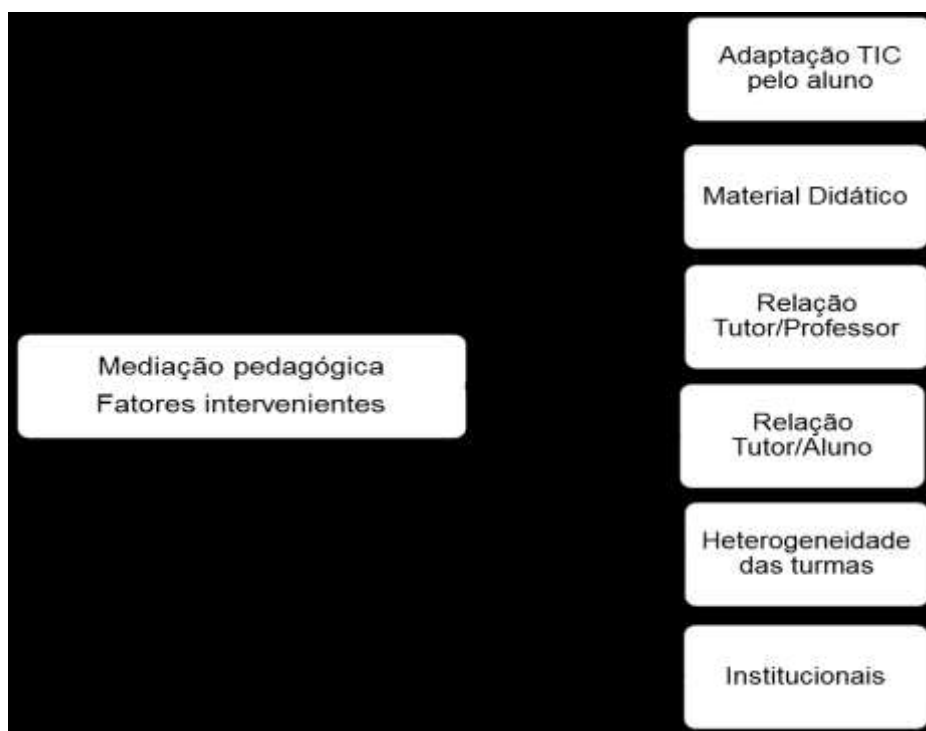 Adaptação TIC
pelo aluno
Material Didático
Relação
Tutor/Professor
Mediação pedagógica
Fatores intervenientes
Relação
Tutor/Aluno
Heterogeneidade
das turmas
Institucionais